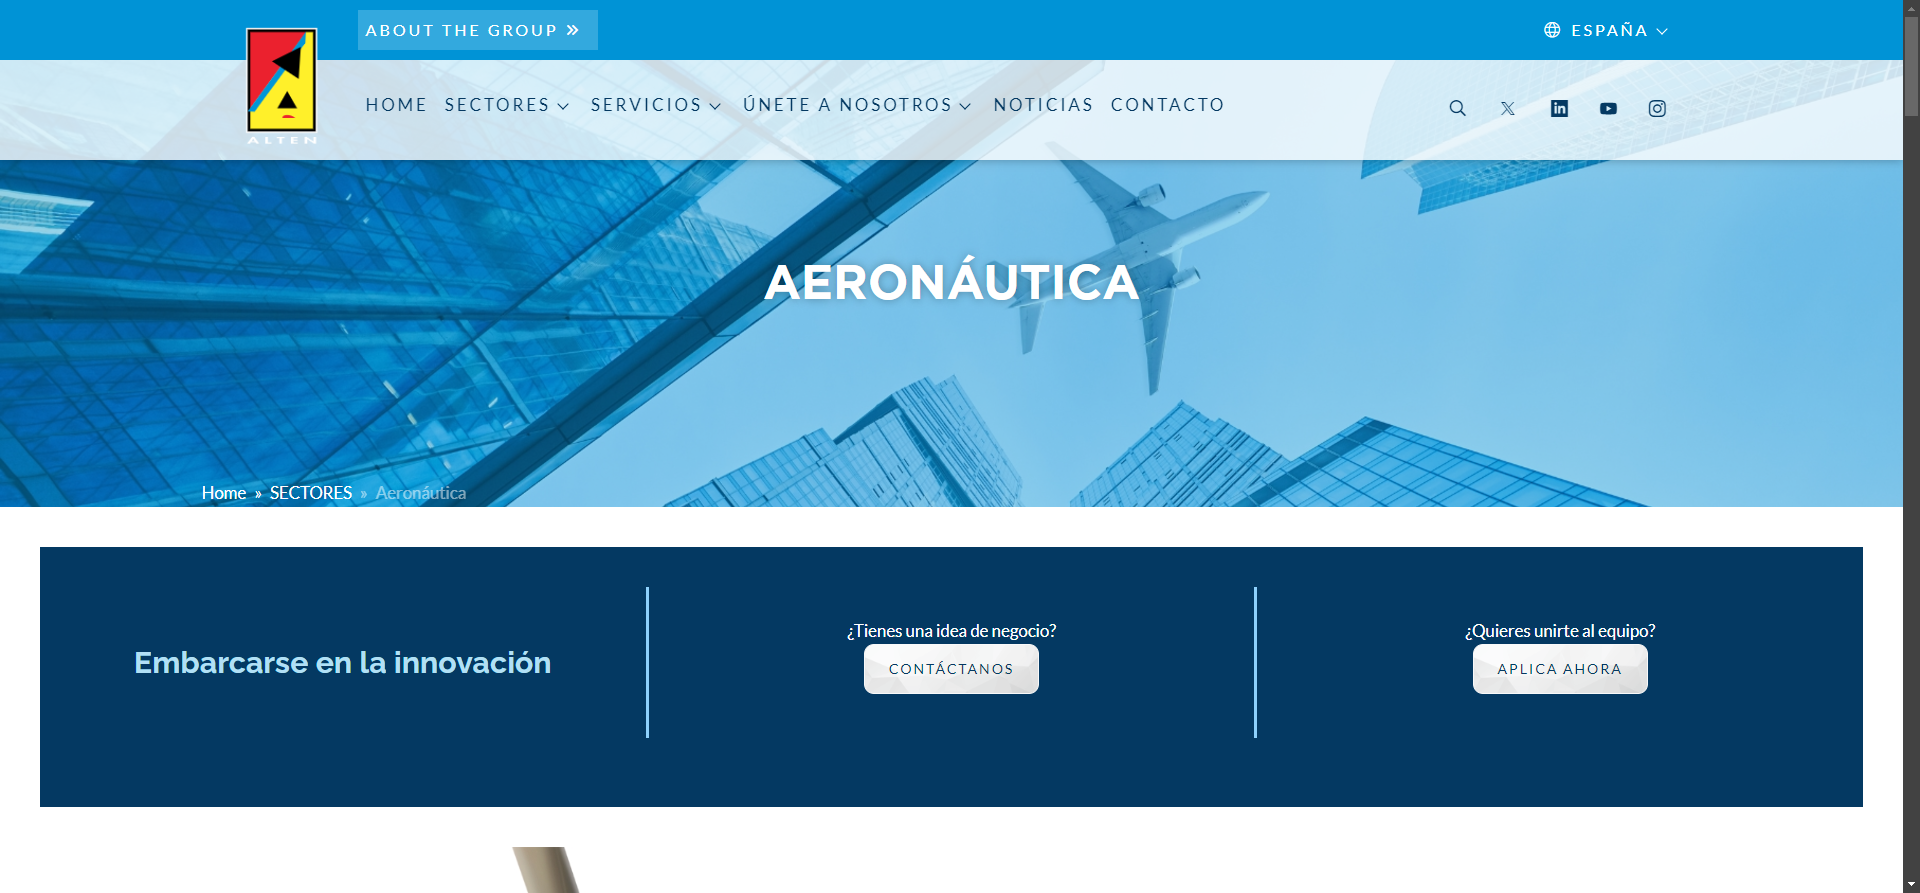 ABOUT THE GROUP »
ESPAÑA
ALTEN
HOME SECTORES SERVICIOS ÚNETE A NOSOTROS NOTICIAS CONTACTO
AERONÁUTICA
Home » SECTORES » Aeronáutica
Embarcarse en la innovación
¿Tienes una idea de negocio?
CONTÁCTANOS
¿Quieres unirte al equipo?
APLICA AHORA